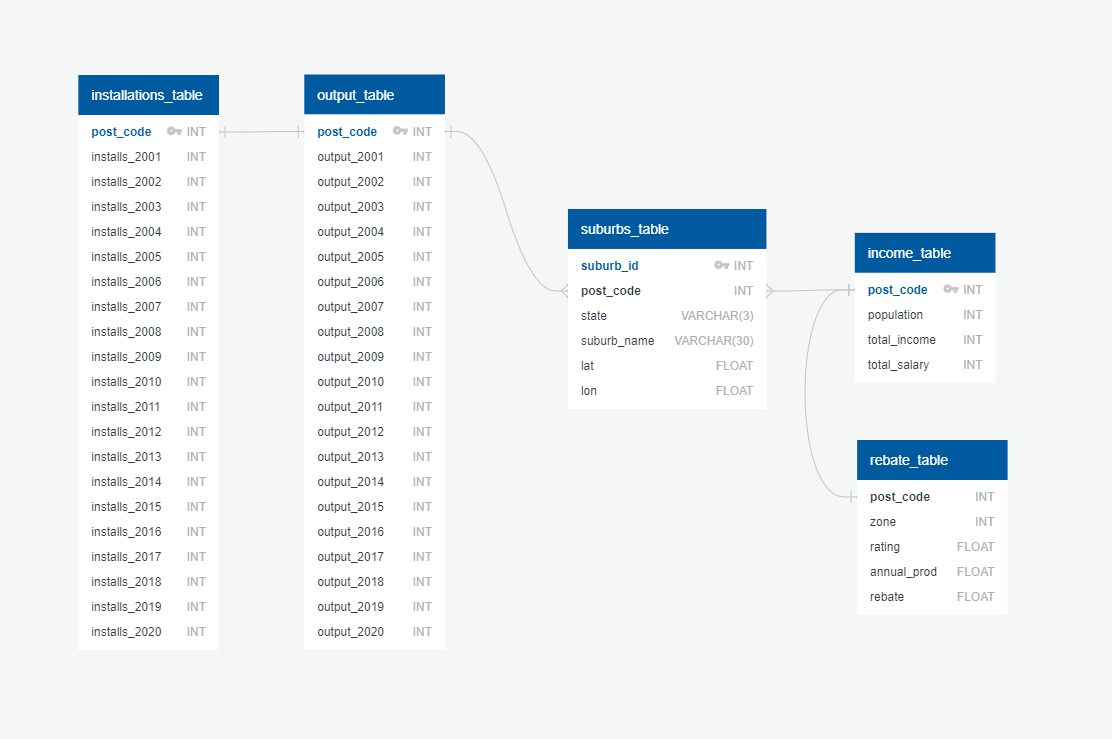 installations_table
post_code INT
installs_2001 INT
installs_2002 INT
installs_2003 INT
installs_2004 INT
installs_2005 INT
installs_2006 INT
installs_2007 INT
installs_2008 INT
installs_2009 INT
installs_2010 INT
installs_2011 INT
installs_2012 INT
installs_2013 INT
installs_2014 INT
installs_2015 INT
installs_2016 INT
installs_2017 INT
installs_2018 INT
installs_2019 INT
installs_2020 INT
output_table
post_code INT
output_2001 INT
output_2002 INT
output_2003 INT
output_2004 INT
output_2005 INT
output_2006 INT
output_2007 INT
output_2008 INT
output_2009 INT
output_2010 INT
output_2011 INT
output_2012 INT
output_2013 INT
output_2014 INT
output_2015 INT
output_2016 INT
output_2017 INT
output_2018 INT
output_2019 INT
output_2020 INT
suburbs_table
suburb_id INT
post_code INT
state VARCHAR(3)
suburb_name VARCHAR(30)
lat FLOAT
lon FLOAT
income_table
post_code INT
population INT
total_income INT
total_salary INT
rebate_table
post_code INT
zone INT
rating FLOAT
annual_prod FLOAT
rebate FLOAT